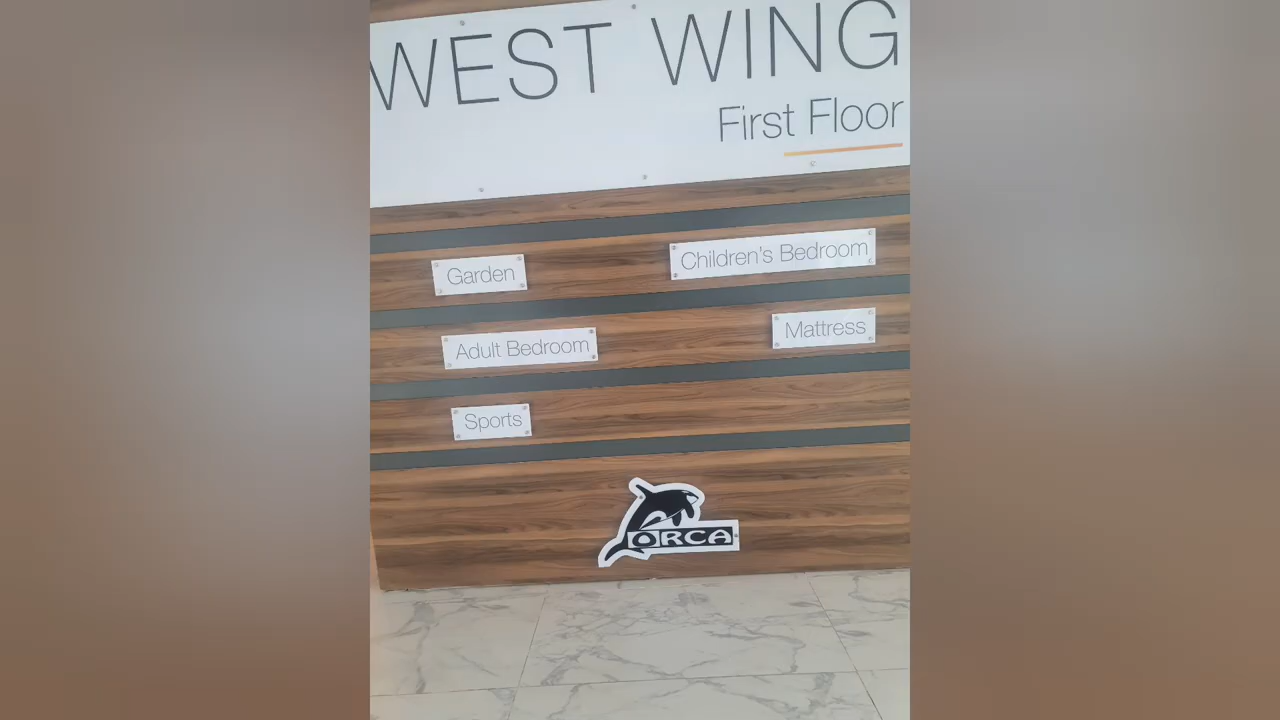 WEST WING
First Floor
Garden
Children's Bedroom
Adult Bedroom
Mattress
Sports
ORCA